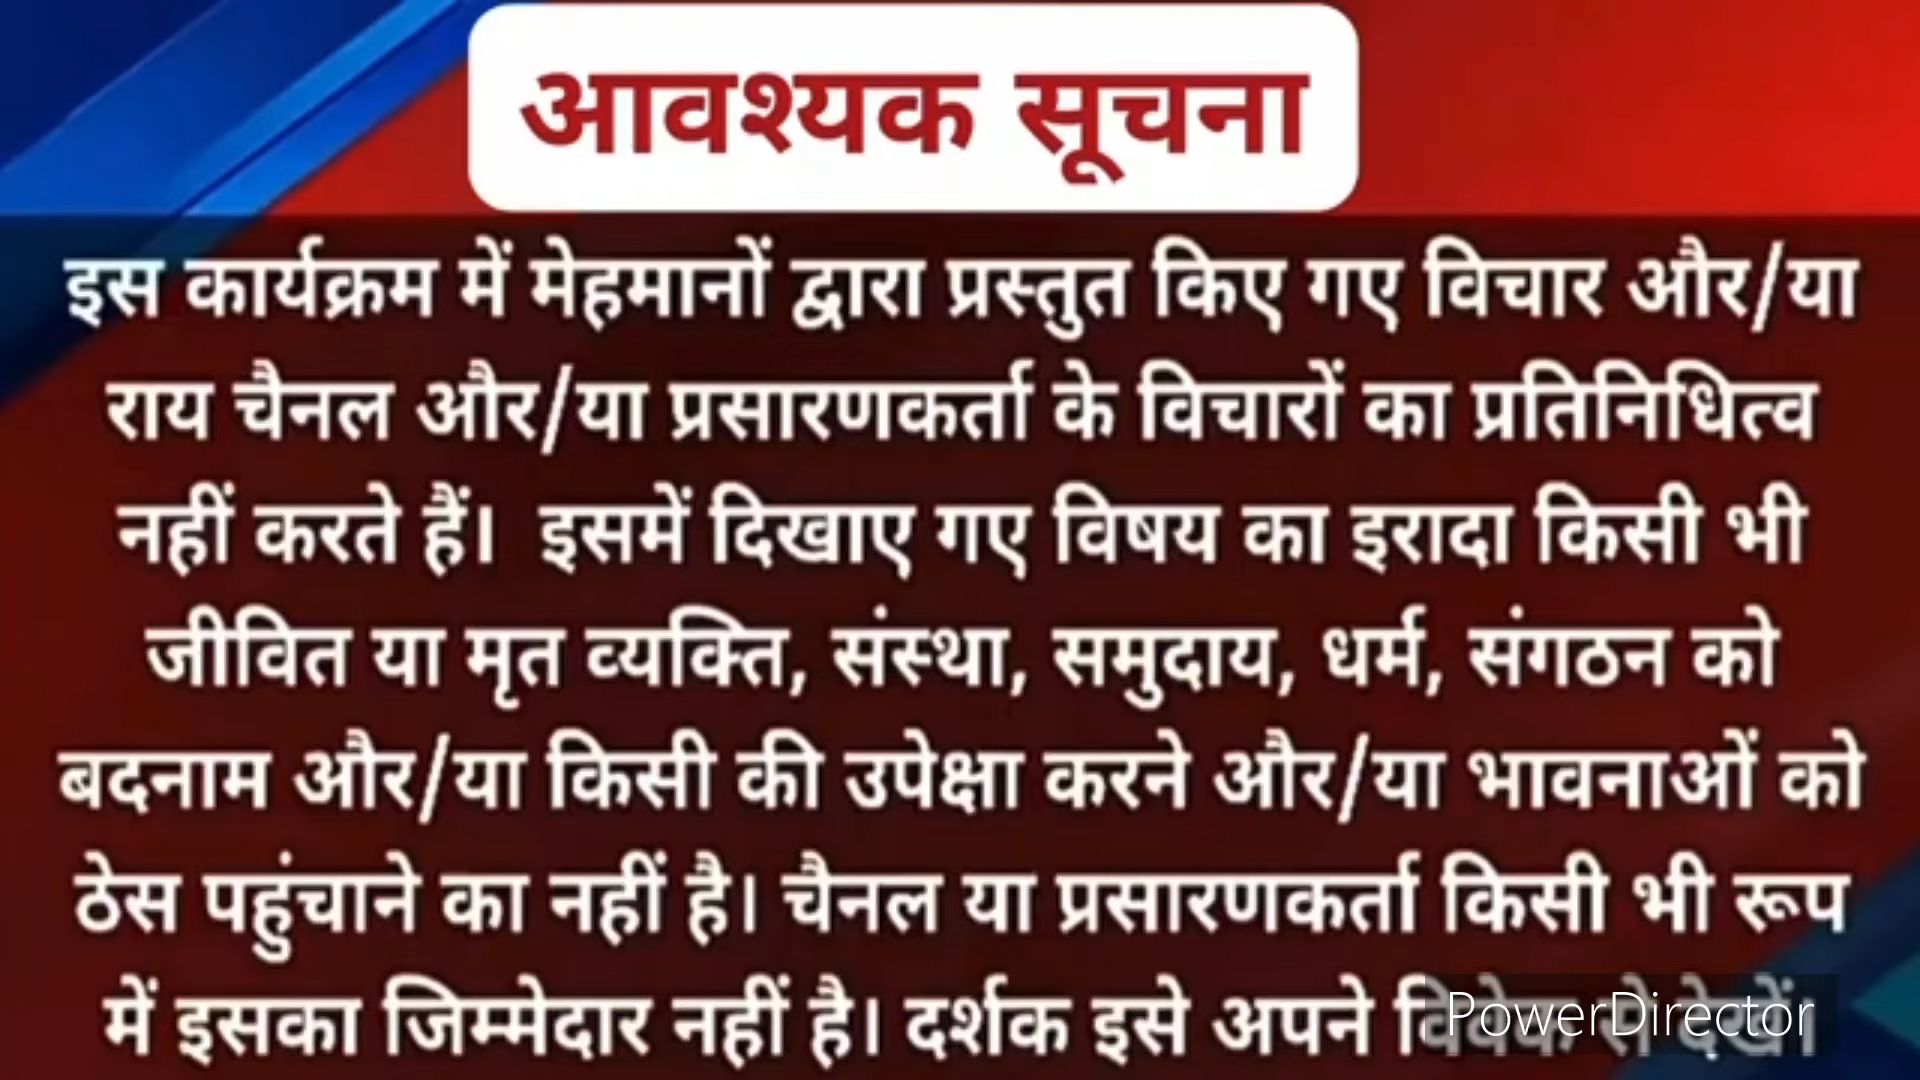 आवश्यक सूचना
इस कार्यक्रम में मेहमानों द्वारा प्रस्तुत किए गए विचार और/या
राय चैनल और/या प्रसारणकर्ता के विचारों का प्रतिनिधित्व
नहीं करते हैं। इसमें दिखाए गए विषय का इरादा किसी भी
जीवित या मृत व्यक्ति, संस्था, समुदाय, धर्म, संगठन को
बदनाम और/या किसी की उपेक्षा करने और/या भावनाओं को
ठेस पहुंचाने का नहीं है। चैनल या प्रसारणकर्ता किसी भी रूप
में इसका जिम्मेदार नहीं है। दर्शक इसे अपने विवेक से देखें।
PowerDirector